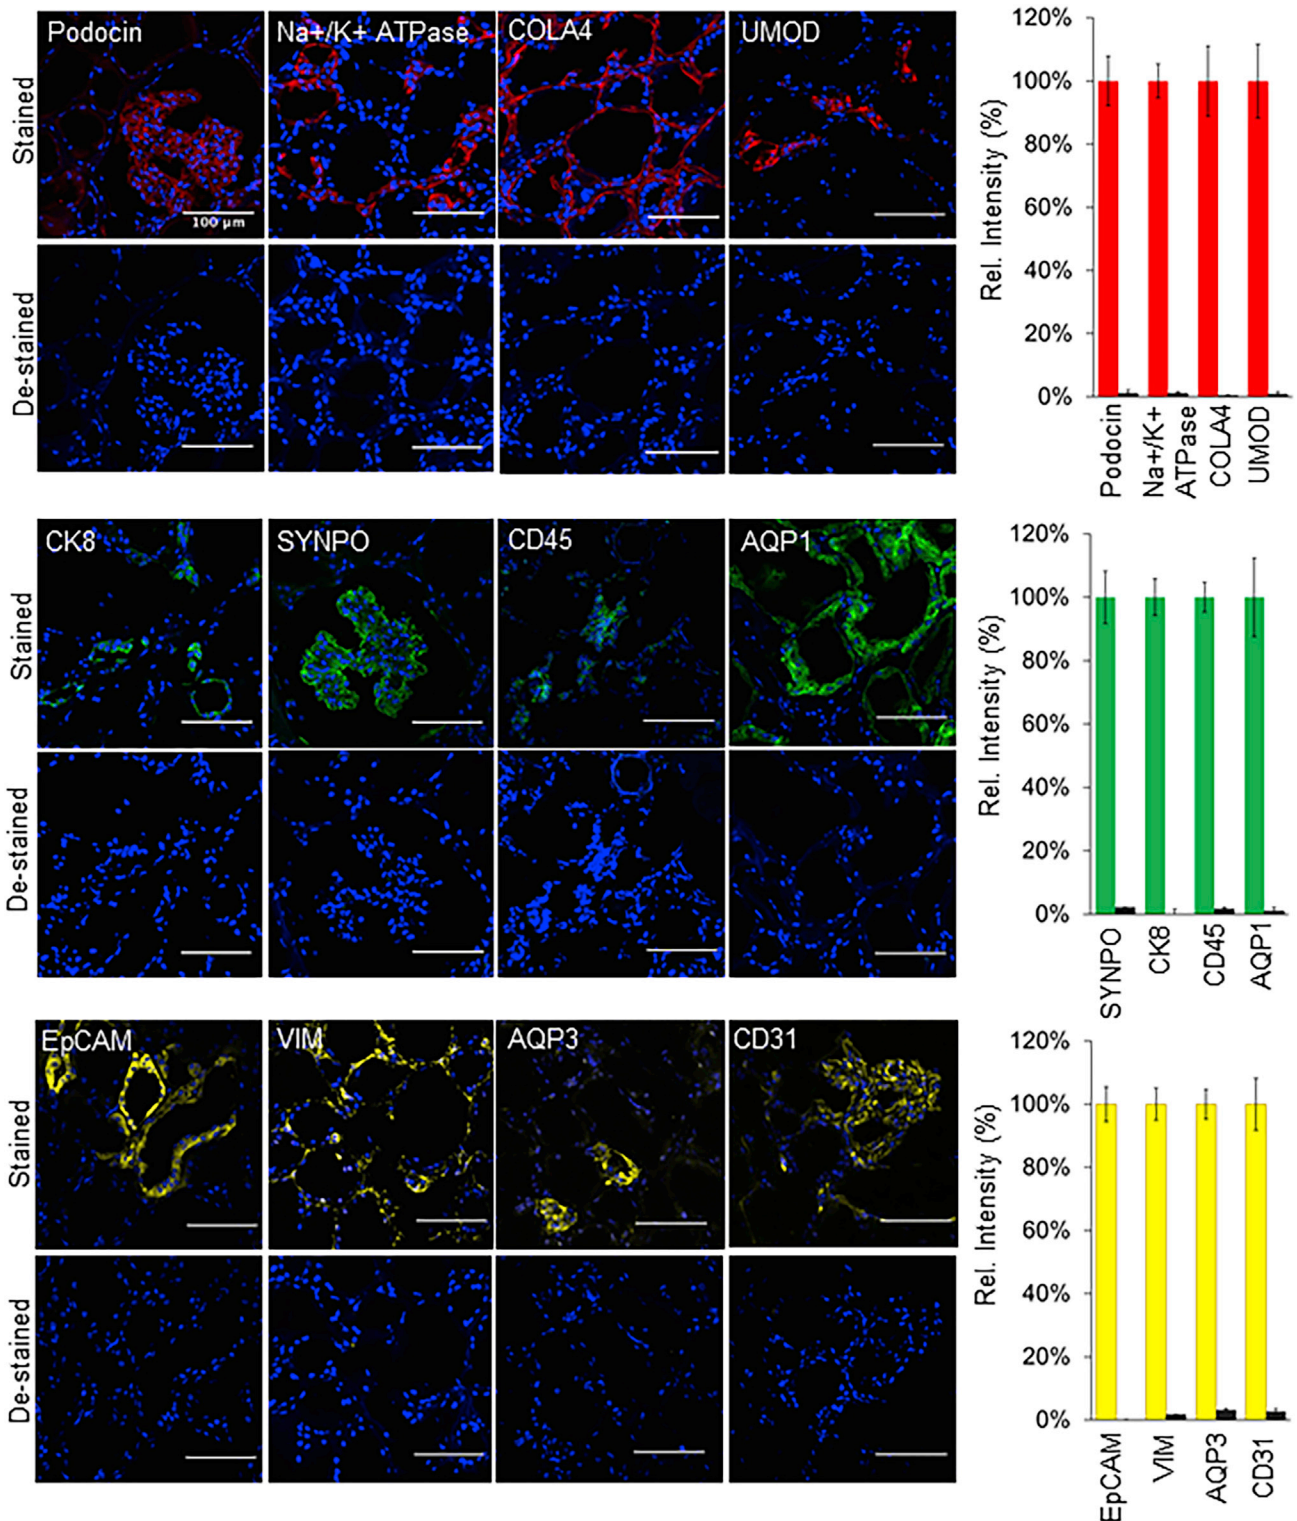 Podocin
Na+/K+ ATPase
COLA4
UMOD
Stained
100 µm
De-stained
120%
100%
80%
60%
40%
20%
0%
Rel. Intensity (%)
Podocin
Na+/K+
ATPase
COLA4
UMOD
CK8
SYNPO
CD45
AQP1
Stained
De-stained
120%
100%
80%
60%
40%
20%
0%
Rel. Intensity (%)
SYNPO
CK8
CD45
AQP1
EpCAM
VIM
AQP3
CD31
Stained
De-stained
120%
100%
80%
60%
40%
20%
0%
Rel. Intensity (%)
EpCAM
VIM
AQP3
CD31